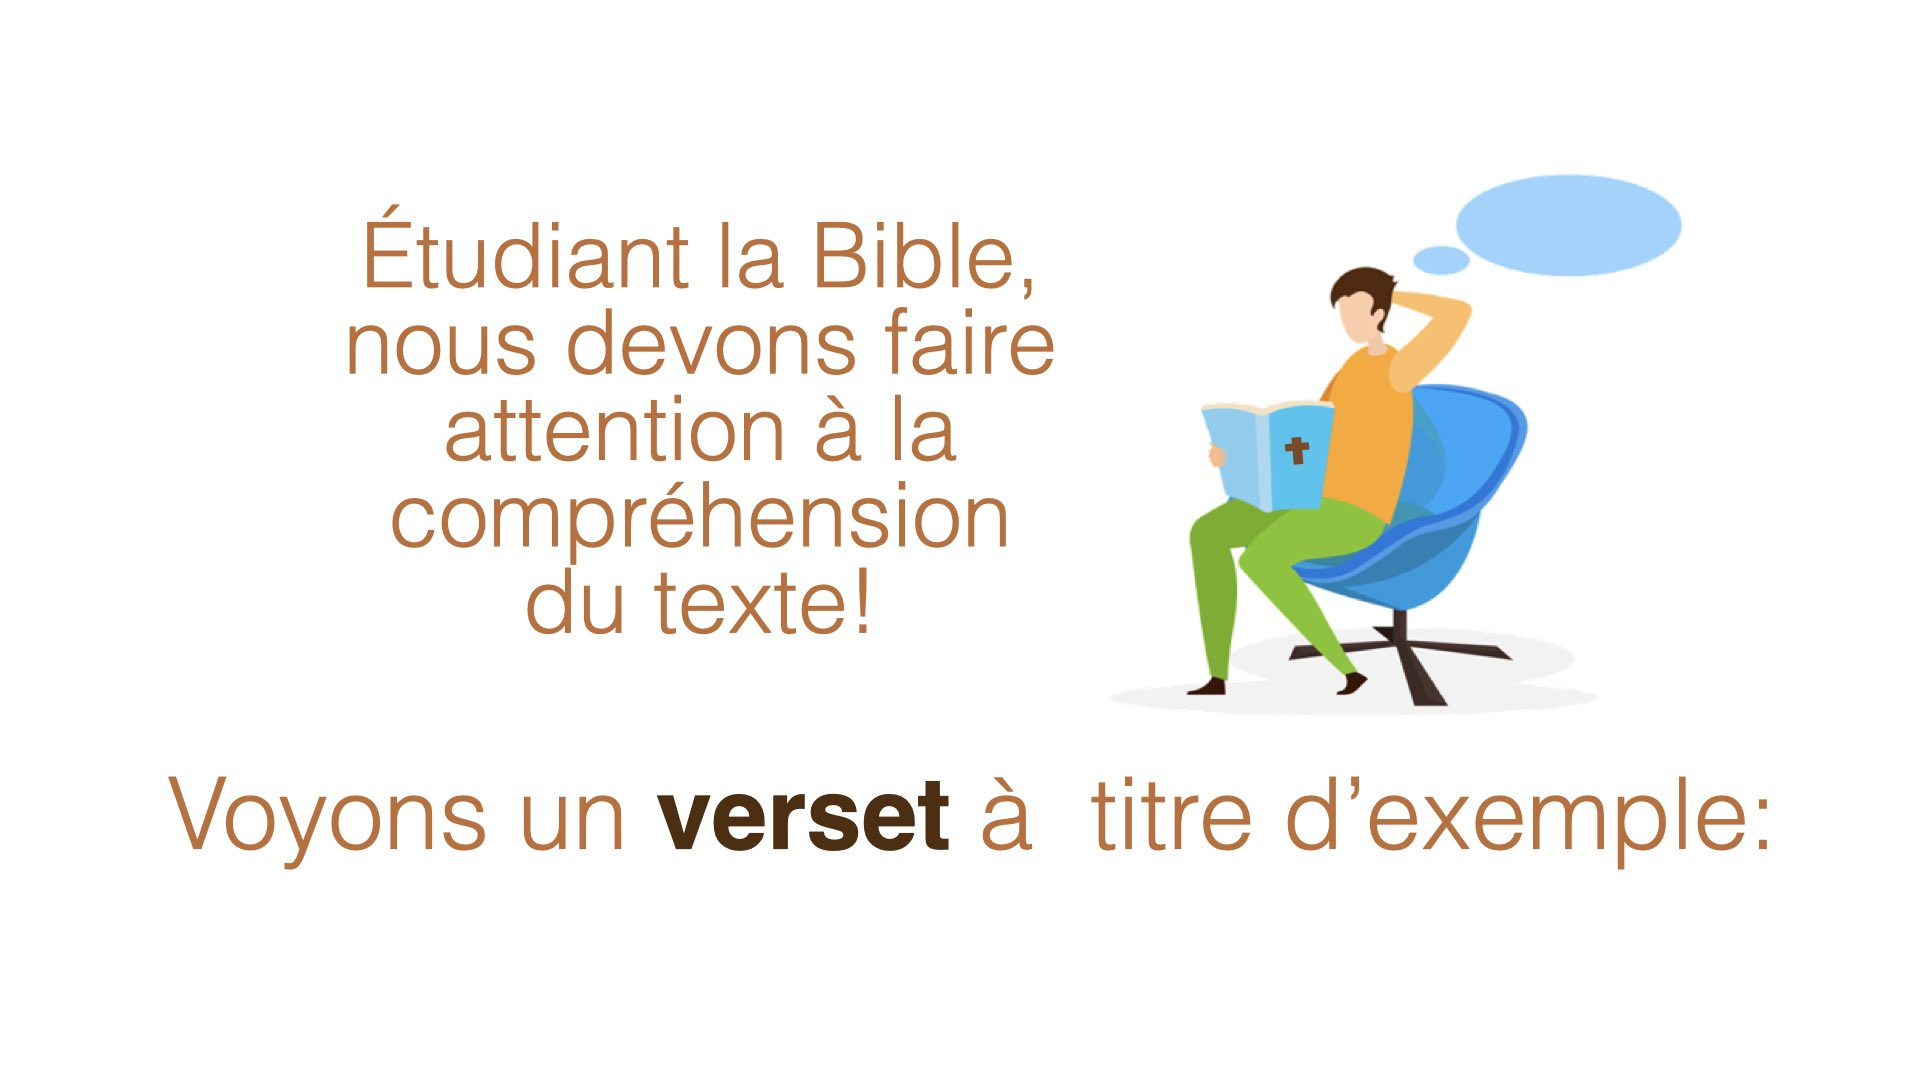 Étudiant la Bible,
nous devons faire
attention à la
compréhension
du texte!
Voyons un verset à  titre d’exemple: